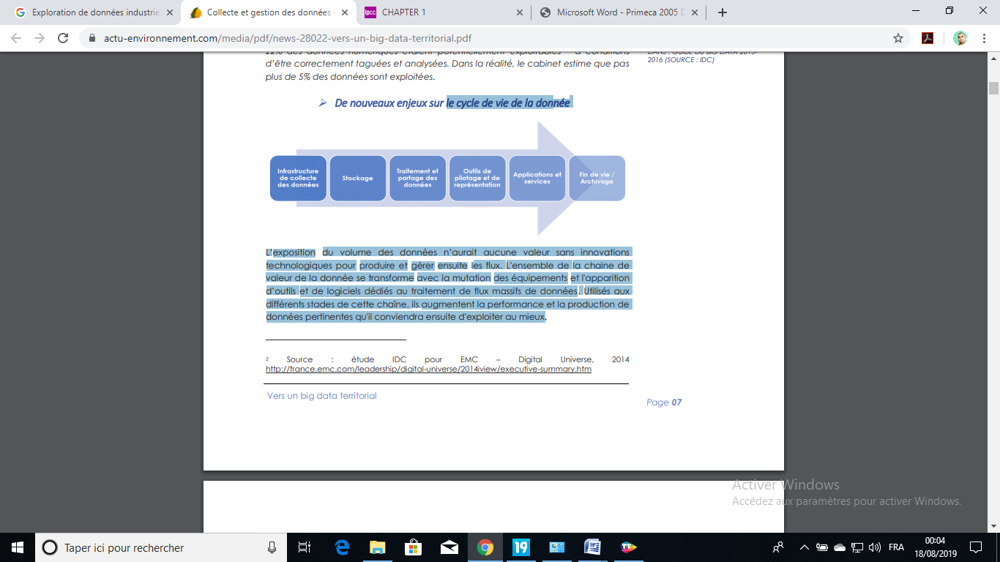 Exploration de données industrie
Collecte et gestion des données
CHAPTER 1
Microsoft Word - Primeca 2005 D
actu-environnement.com/media/pdf/news-28022-vers-un-big-data-territorial.pdf
22% des données numériques étaient potentiellement exploitables à conditions
d'être correctement taguées et analysées. Dans la réalité, le cabinet estime que pas
plus de 5% des données sont exploitées.
DANS : GUIDE DU BIG DATA 2015-
2016 (SOURCE : IDC)
➢ De nouveaux enjeux sur le cycle de vie de la donnée
Infrastructure
de collecte
des données
Stockage
Traitement et
partage des
données
Outils de
pilotage et de
représentation
Applications et
services
Fin de vie /
Archivage
L'exposition du volume des données n'aurait aucune valeur sans innovations
technologiques pour produire et gérer ensuite les flux. L'ensemble de la chaine de
valeur de la donnée se transforme avec la mutation des équipements et l'apparition
d'outils et de logiciels dédiés au traitement de flux massifs de données. Utilisés aux
différents stades de cette chaîne, ils augmentent la performance et la production de
données pertinentes qu'il conviendra ensuite d'exploiter au mieux.
2 Source : étude IDC pour EMC – Digital Universe, 2014
http://france.emc.com/leadership/digital-universe/2014iview/executive-summary.htm
Vers un big data territorial
Page 07
Activer Windows
Accédez aux paramètres pour activer Windows.
Taper ici pour rechercher
19
FRA
00:04
18/08/2019